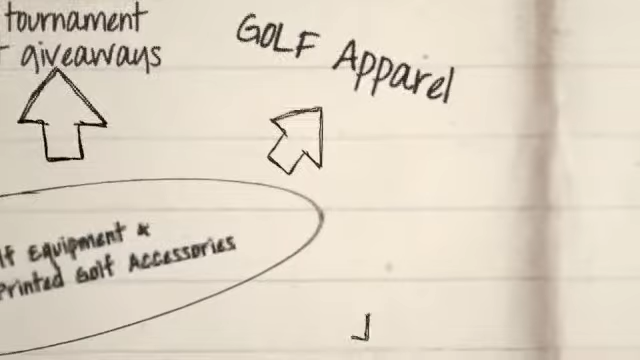 tournament
giveaways
GOLF Apparel
Equipment &
Printed Golf Accessories